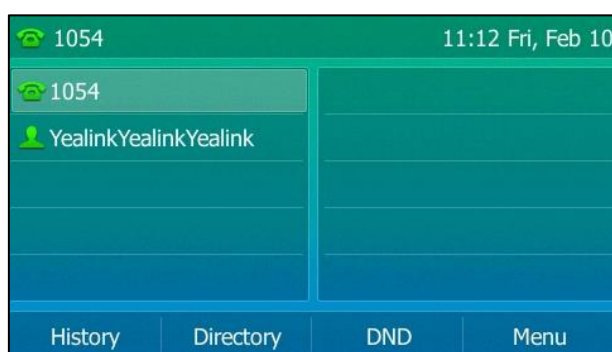 1054 11:12 Fri, Feb 10
1054
YealinkYealinkYealink
History Directory DND Menu